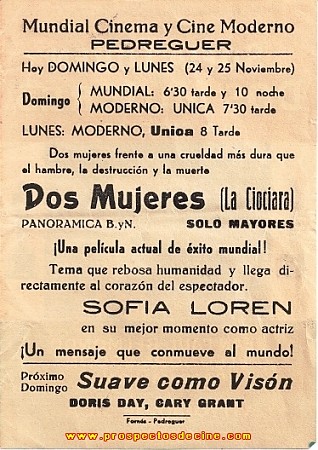 Mundial Cinema y Cine Moderno
PEDREGUER
Hoy DOMINGO y LUNES (24 y 25 Noviembre)
Domingo { MUNDIAL: 6'30 tarde y 10 noche
MODERNO: UNICA 7'30 tarde
LUNES: MODERNO, Unica 8 Tarde
Dos mujeres frente a una crueldad más dura que
el hambre, la destrucción y la muerte
Dos Mujeres (La Ciociara)
PANORAMICA B.yN. SOLO MAYORES
¡Una película actual de éxito mundial!
Tema que rebosa humanidad y llega di-
rectamente al corazón del espectador.
SOFIA LOREN
en su mejor momento como actriz
¡Un mensaje que conmueve al mundo!
Próximo
Domingo Suave como Visón
DORIS DAY, CARY GRANT
Fornés - Pedreguer
www.prospectosdecine.com